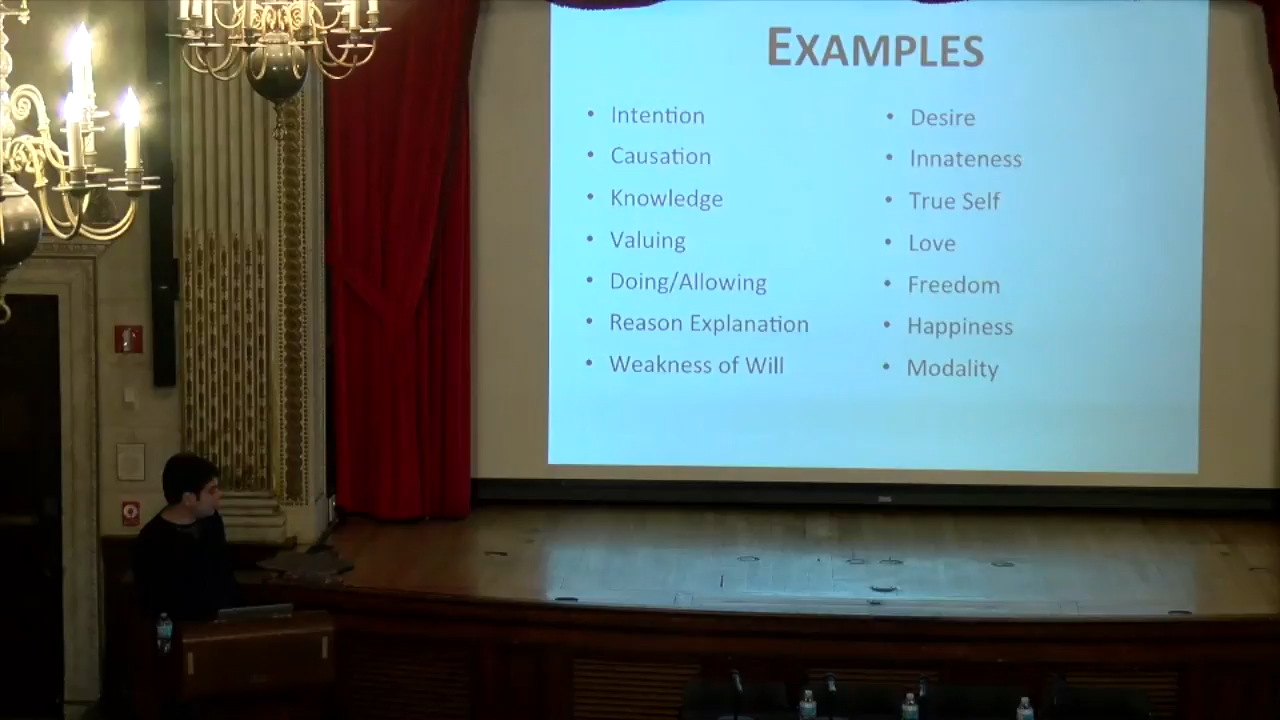 EXAMPLES
• Intention
• Causation
• Knowledge
• Valuing
• Doing/Allowing
• Reason Explanation
• Weakness of Will
• Desire
• Innateness
• True Self
• Love
• Freedom
• Happiness
• Modality